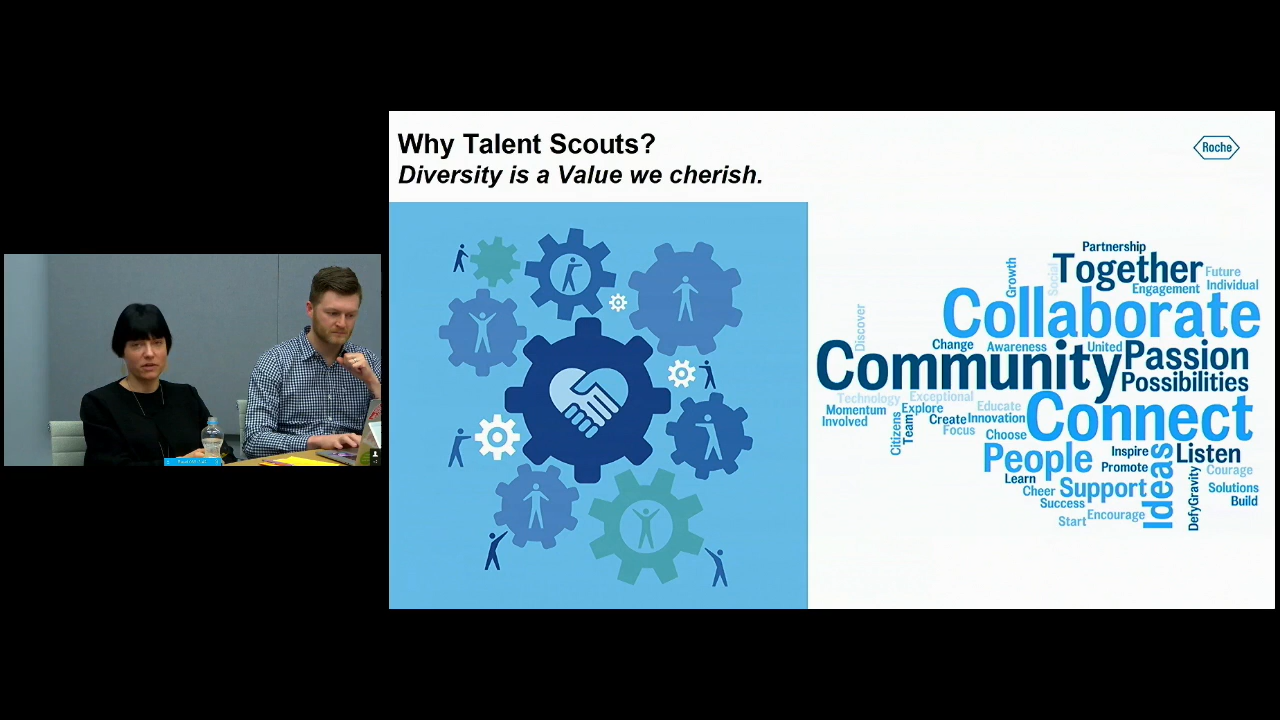 Why Talent Scouts?
Diversity is a Value we cherish.
Roche
Partnership
Together
Growth
Social
Future
Engagement
Individual
Collaborate
Discover
Change
Awareness
United
Passion
Community
Possibilities
Technology
Exceptional
Momentum
Explore
Educate
Involved
Citizens
Team
Create
Innovation
Connect
Focus
Choose
People
Inspire
Listen
Ideas
Promote
Courage
Learn
Cheer
Support
DefyGravity
Solutions
Success
Build
Start
Encourage